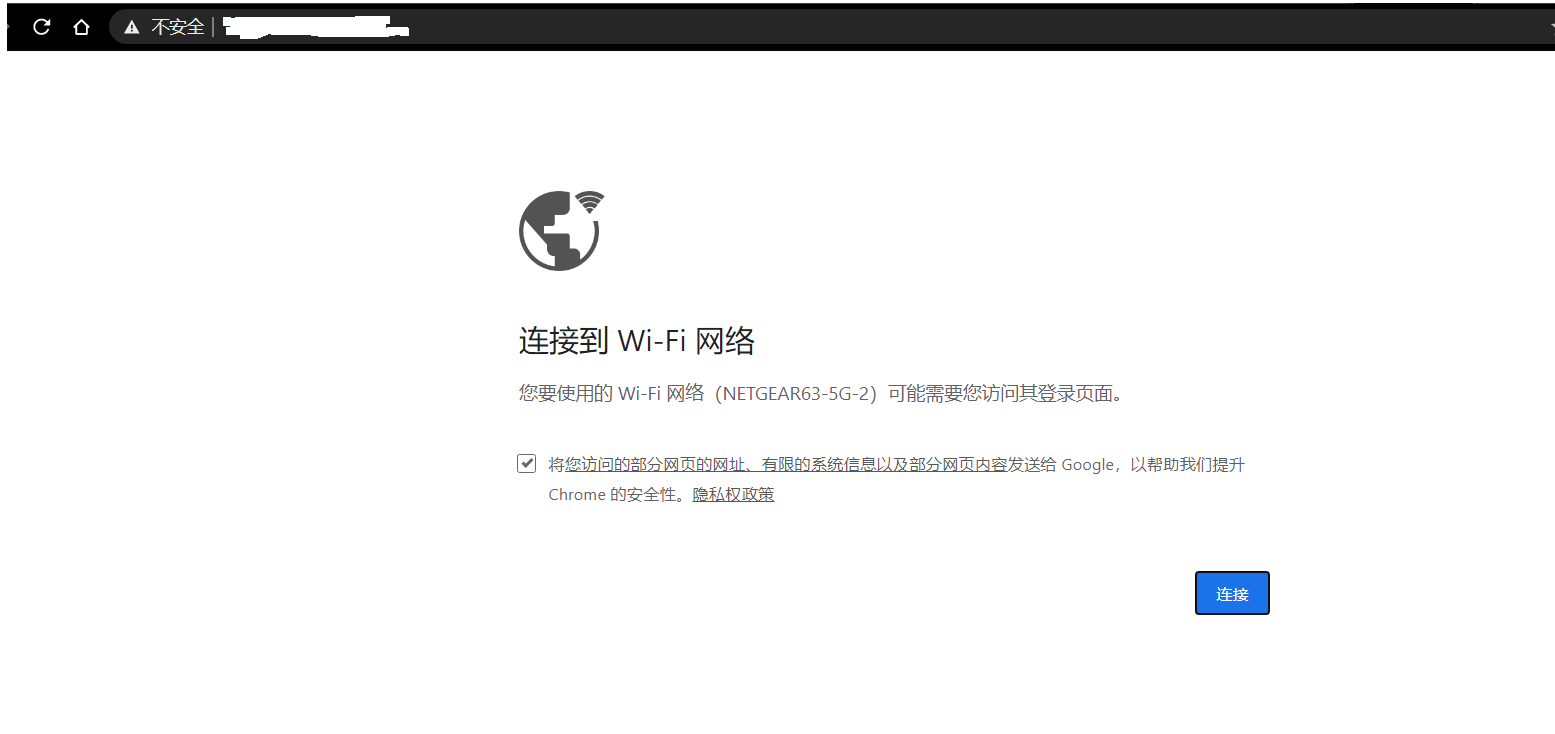 不安全
连接到 Wi-Fi 网络
您要使用的 Wi-Fi 网络（NETGEAR63-5G-2）可能需要您访问其登录页面。
将您访问的部分网页的网址、有限的系统信息以及部分网页内容发送给 Google，以帮助我们提升
Chrome 的安全性。隐私权政策
连接